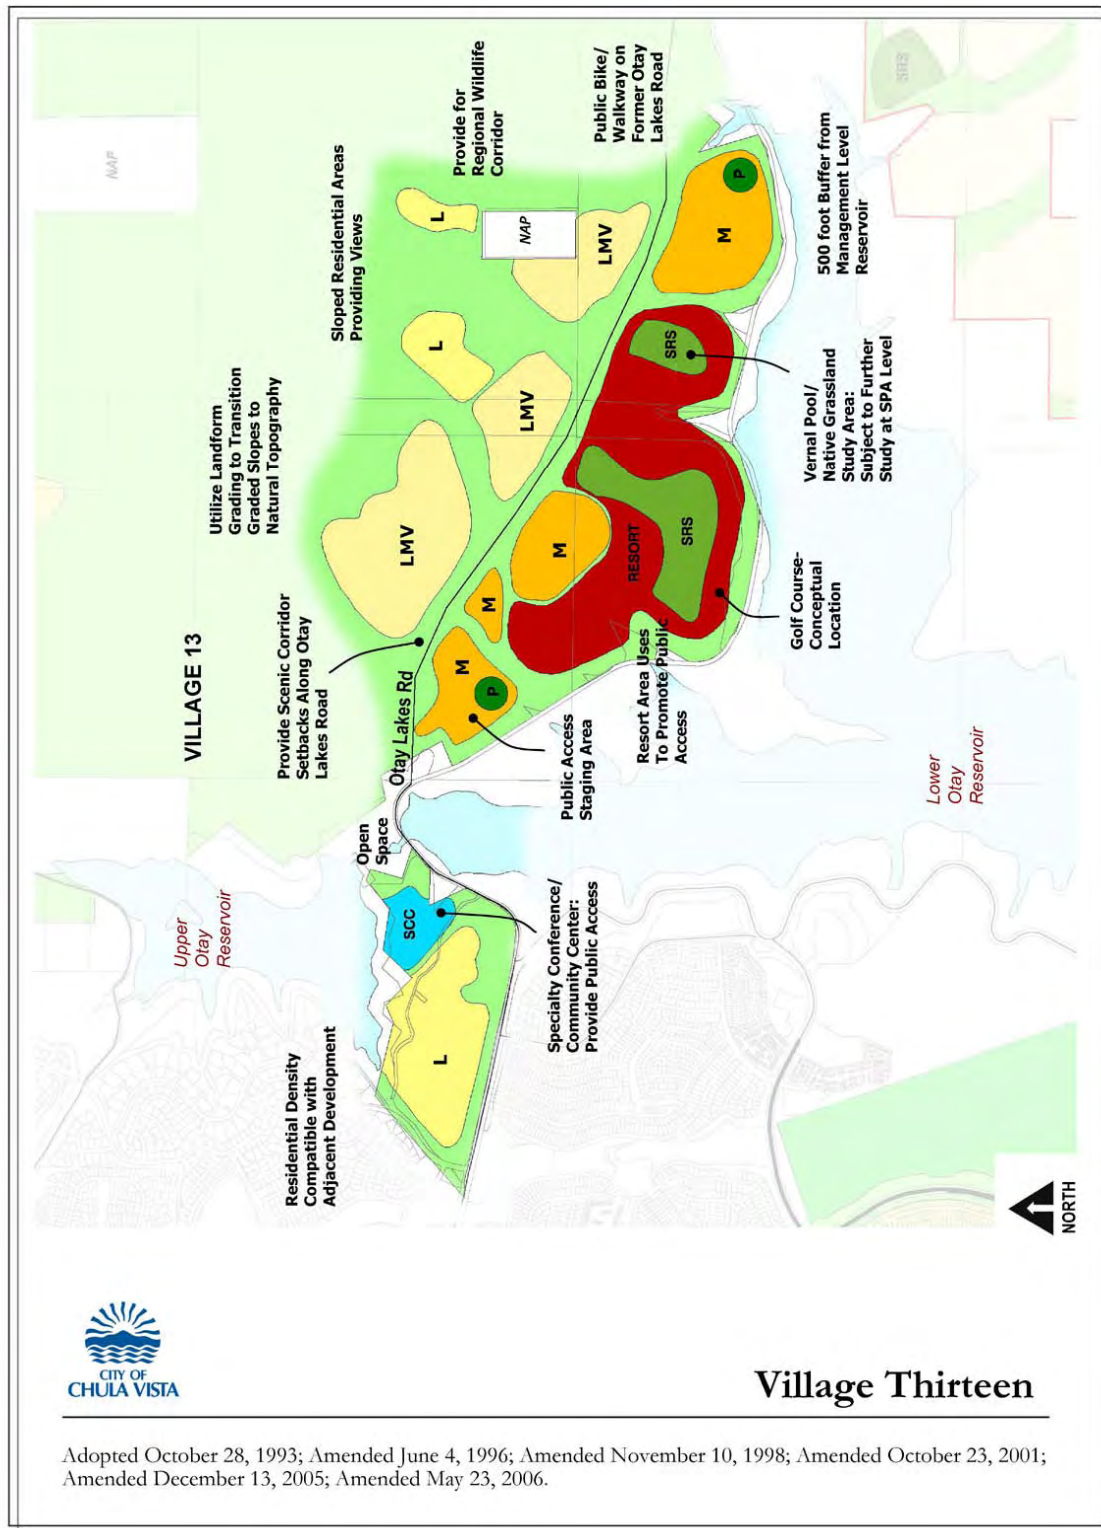 VILLAGE 13
Utilize Landform
Grading to Transition
Graded Slopes to
Natural Topography
Sloped Residential Areas
Providing Views
Provide for
Regional Wildlife
Corridor
Public Bike/
Walkway on
Former Otay
Lakes Road
Provide Scenic Corridor
Setbacks Along Otay
Lakes Road
Residential Density
Compatible with
Adjacent Development
Upper
Otay
Reservoir
Open
Space
Otay Lakes Rd
NAP
NAP
SRS
L
SCC
M
P
M
M
LMV
LMV
L
L
LMV
RESORT
SRS
SRS
M
P
Specialty Conference/
Community Center:
Provide Public Access
Public Access
Staging Area
Resort Area Uses
To Promote Public
Access
Golf Course-
Conceptual
Location
Vernal Pool/
Native Grassland
Study Area:
Subject to Further
Study at SPA Level
500 foot Buffer from
Management Level
Reservoir
Lower
Otay
Reservoir
NORTH
CITY OF
CHULA VISTA
Village Thirteen
Adopted October 28, 1993; Amended June 4, 1996; Amended November 10, 1998; Amended October 23, 2001;
Amended December 13, 2005; Amended May 23, 2006.